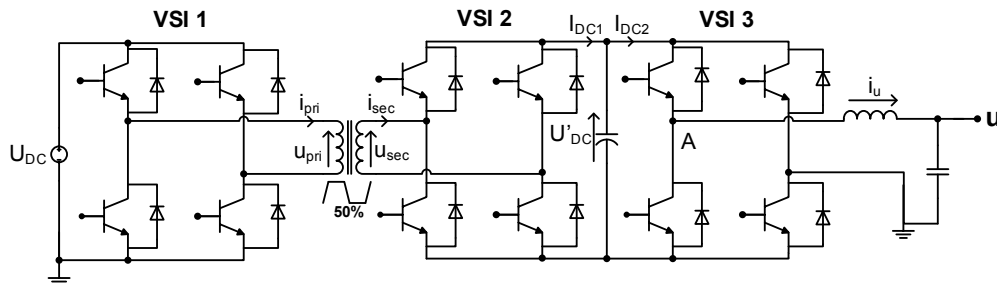 VSI 1
VSI 2
VSI 3
I_DC1
I_DC2
i_pri
i_sec
i_u
u
U_DC
u_pri
u_sec
U'_DC
A
50%